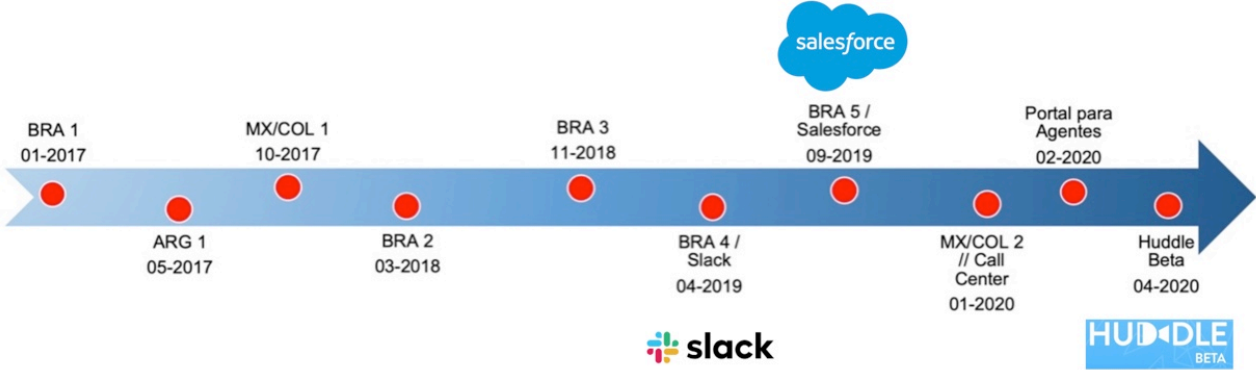 salesforce
BRA 1
01-2017
MX/COL 1
10-2017
BRA 3
11-2018
BRA 5 /
Salesforce
09-2019
Portal para
Agentes
02-2020
ARG 1
05-2017
BRA 2
03-2018
BRA 4 /
Slack
04-2019
MX/COL 2
// Call
Center
01-2020
Huddle
Beta
04-2020
slack
HUDDLE
BETA